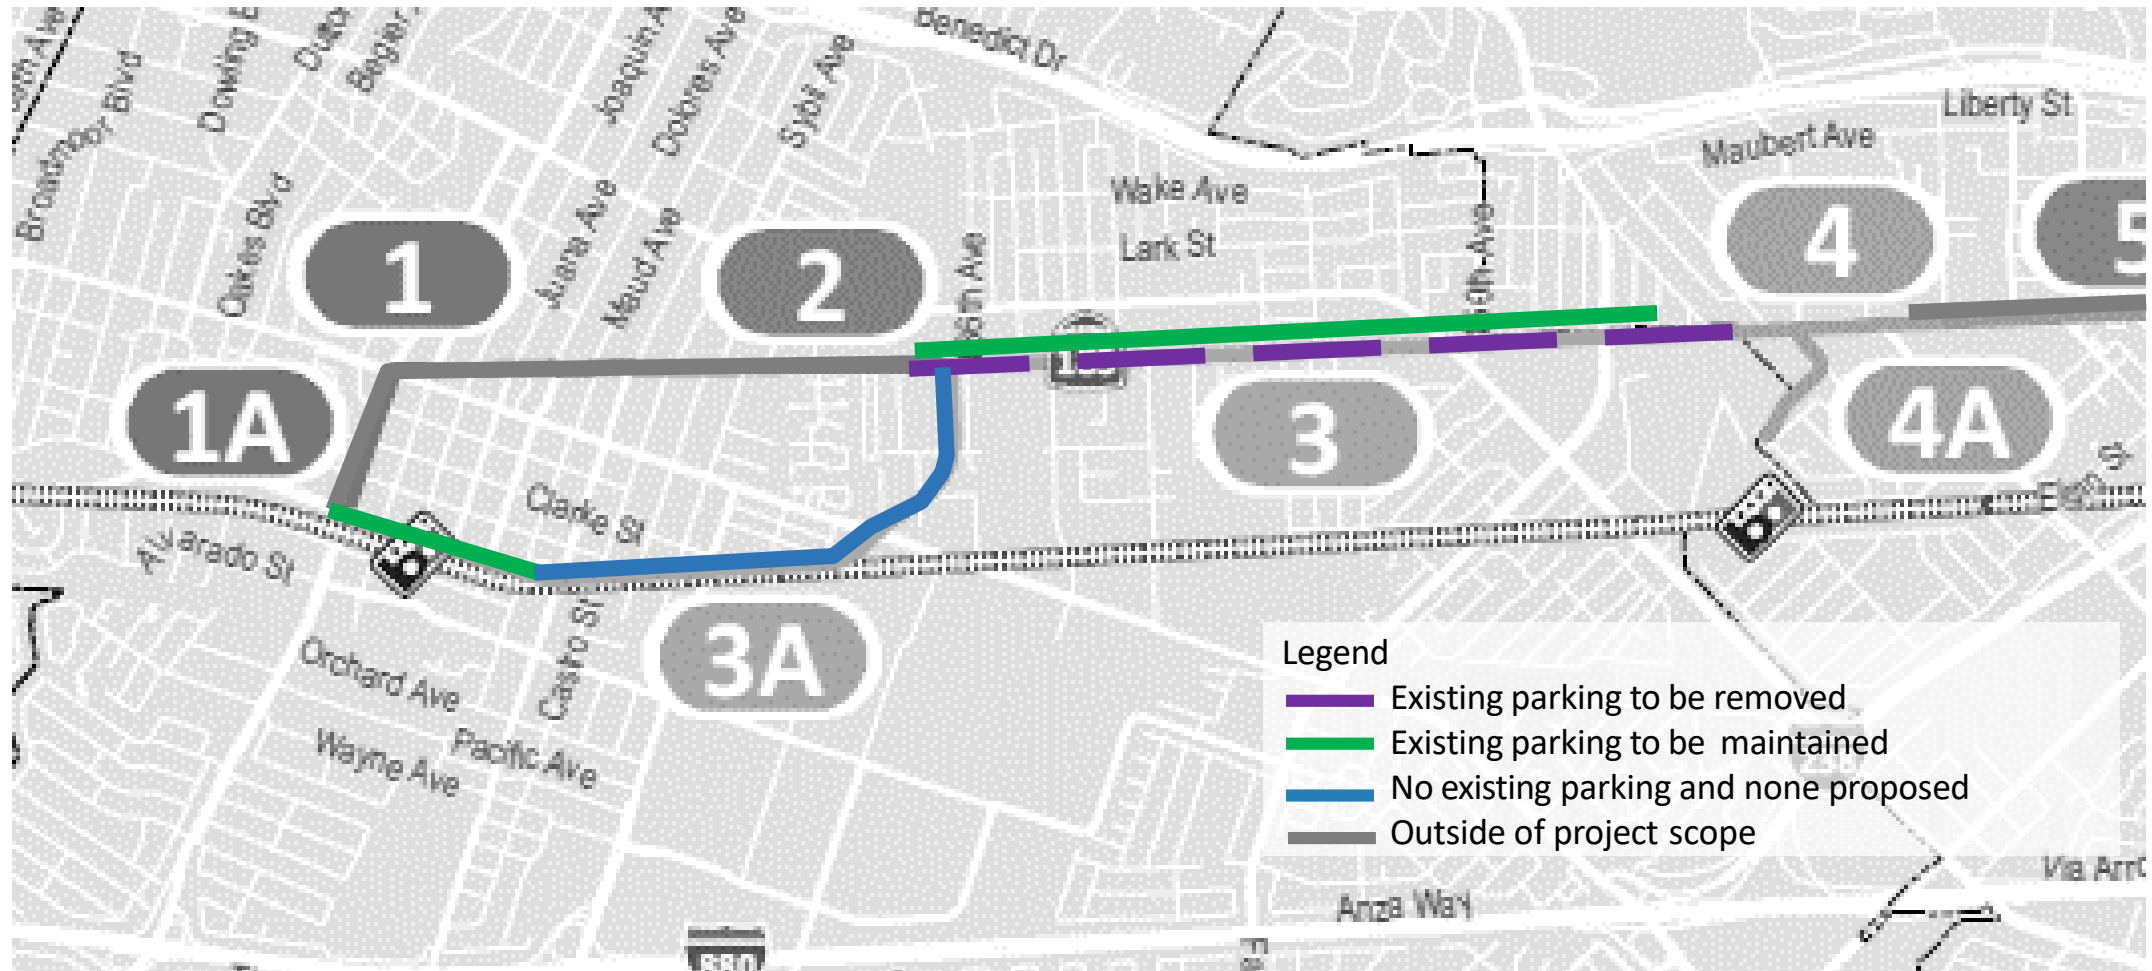 Benedict Dr
Broadmoor Blvd
Joaquin A
Dolores Ave
Sybil Ave
Liberty St
Maubert Ave
Wake Ave
Oakes Blvd
Juana Ave
Maud Ave
Lark St
1
2
4
5
1A
3
4A
Clarke St
Alvarado St
3A
Castro St
Orchard Ave
Wayne Ave
Pacific Ave
Legend
Existing parking to be removed
Existing parking to be maintained
No existing parking and none proposed
Outside of project scope
Anza Way
880